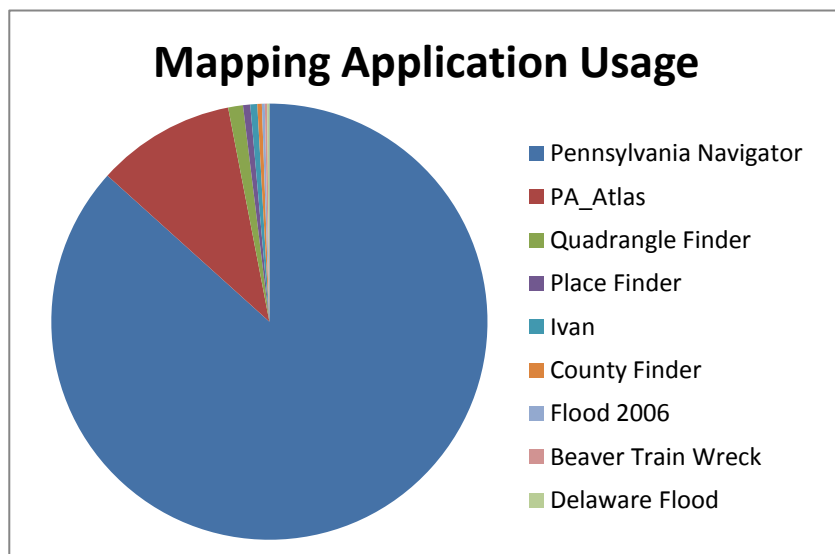 Mapping Application Usage
Pennsylvania Navigator
PA_Atlas
Quadrangle Finder
Place Finder
Ivan
County Finder
Flood 2006
Beaver Train Wreck
Delaware Flood